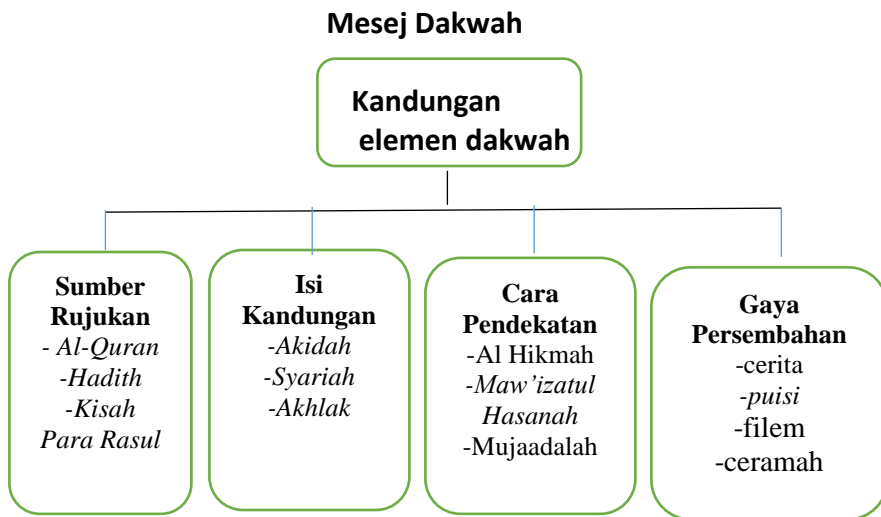 Mesej Dakwah
Kandungan
elemen dakwah
Sumber
Rujukan
- Al-Quran
-Hadith
-Kisah
Para Rasul
Isi
Kandungan
-Akidah
-Syariah
-Akhlak
Cara
Pendekatan
-Al Hikmah
-Maw’izatul
Hasanah
-Mujaadalah
Gaya
Persembahan
-cerita
-puisi
-filem
-ceramah